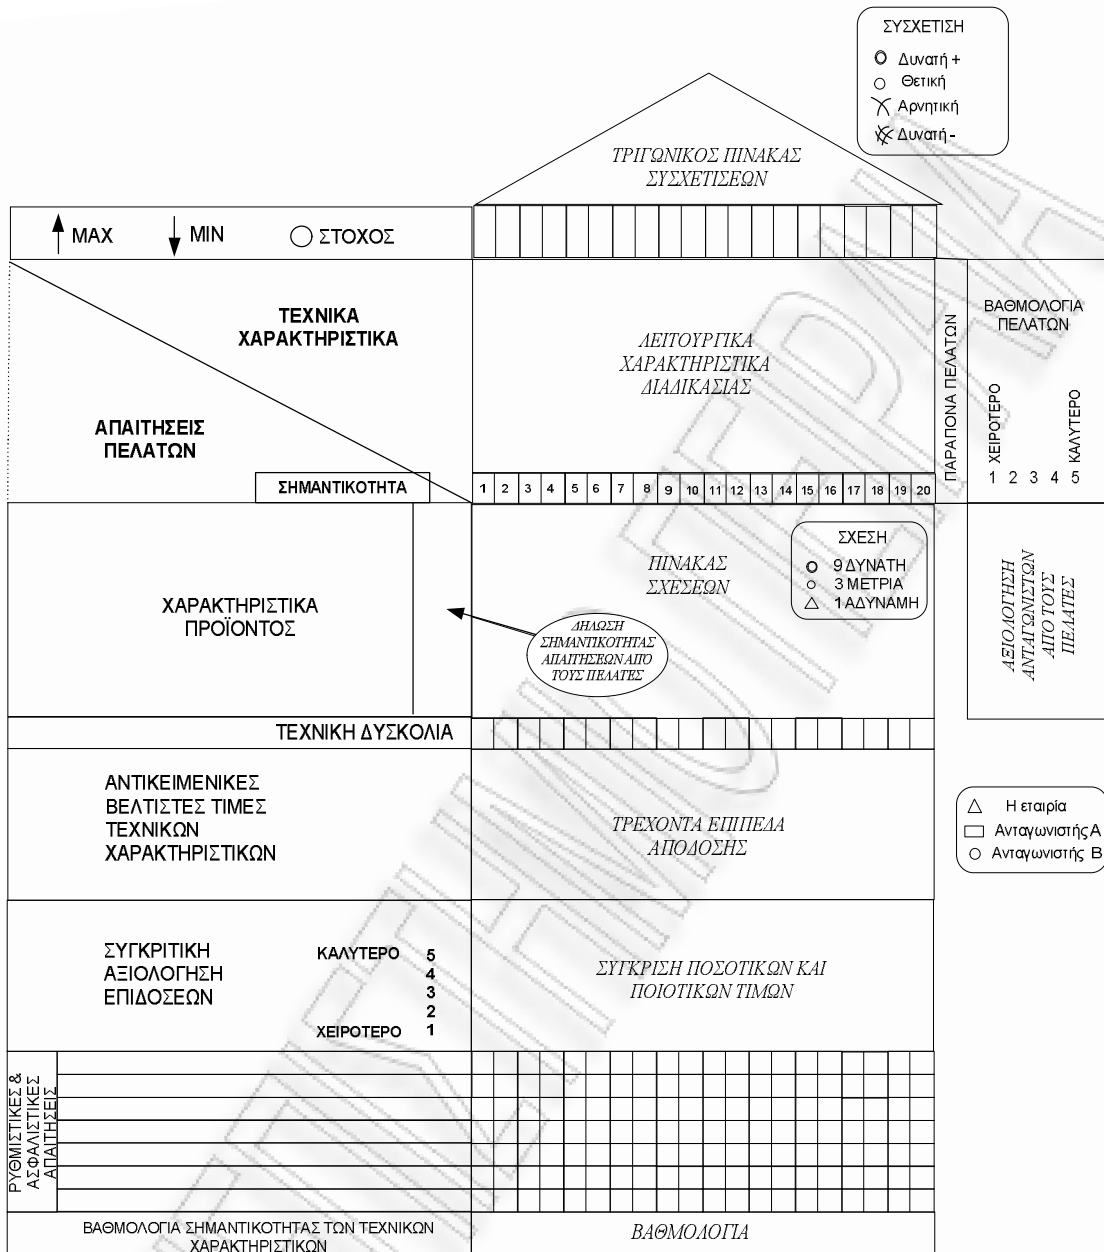 ΣΥΣΧΕΤΙΣΗ
Δυνατή +
Θετική
Αρνητική
Δυνατή -
ΤΡΙΓΩΝΙΚΟΣ ΠΙΝΑΚΑΣ
ΣΥΣΧΕΤΙΣΕΩΝ
MAX MIN ΣΤΟΧΟΣ
ΤΕΧΝΙΚΑ
ΧΑΡΑΚΤΗΡΙΣΤΙΚΑ
ΑΠΑΙΤΗΣΕΙΣ
ΠΕΛΑΤΩΝ
ΣΗΜΑΝΤΙΚΟΤΗΤΑ
ΛΕΙΤΟΥΡΓΙΚΑ
ΧΑΡΑΚΤΗΡΙΣΤΙΚΑ
ΔΙΑΔΙΚΑΣΙΑΣ
1 2 3 4 5 6 7 8 9 10 11 12 13 14 15 16 17 18 19 20
ΠΑΡΑΠΟΝΑ ΠΕΛΑΤΩΝ
ΒΑΘΜΟΛΟΓΙΑ
ΠΕΛΑΤΩΝ
ΧΕΙΡΟΤΕΡΟ
ΚΑΛΥΤΕΡΟ
1 2 3 4 5
ΧΑΡΑΚΤΗΡΙΣΤΙΚΑ
ΠΡΟΪΟΝΤΟΣ
ΠΙΝΑΚΑΣ
ΣΧΕΣΕΩΝ
ΣΧΕΣΗ
9 ΔΥΝΑΤΗ
3 ΜΕΤΡΙΑ
1 ΑΔΥΝΑΜΗ
ΔΗΛΩΣΗ
ΣΗΜΑΝΤΙΚΟΤΗΤΑΣ
ΑΠΑΙΤΗΣΕΩΝ ΑΠΟ
ΤΟΥΣ ΠΕΛΑΤΕΣ
ΑΞΙΟΛΟΓΗΣΗ
ΑΝΤΑΓΩΝΙΣΤΩΝ
ΑΠΟ ΤΟΥΣ
ΠΕΛΑΤΕΣ
ΤΕΧΝΙΚΗ ΔΥΣΚΟΛΙΑ
ΑΝΤΙΚΕΙΜΕΝΙΚΕΣ
ΒΕΛΤΙΣΤΕΣ ΤΙΜΕΣ
ΤΕΧΝΙΚΩΝ
ΧΑΡΑΚΤΗΡΙΣΤΙΚΩΝ
ΤΡΕΧΟΝΤΑ ΕΠΙΠΕΔΑ
ΑΠΟΔΟΣΗΣ
Η εταιρία
Ανταγωνιστής Α
Ανταγωνιστής Β
ΣΥΓΚΡΙΤΙΚΗ
ΑΞΙΟΛΟΓΗΣΗ
ΕΠΙΔΟΣΕΩΝ
ΚΑΛΥΤΕΡΟ 5
4
3
2
ΧΕΙΡΟΤΕΡΟ 1
ΣΥΓΚΡΙΣΗ ΠΟΣΟΤΙΚΩΝ ΚΑΙ
ΠΟΙΟΤΙΚΩΝ ΤΙΜΩΝ
ΡΥΘΜΙΣΤΙΚΕΣ &
ΑΣΦΑΛΙΣΤΙΚΕΣ
ΑΠΑΙΤΗΣΕΙΣ
ΒΑΘΜΟΛΟΓΙΑ ΣΗΜΑΝΤΙΚΟΤΗΤΑΣ ΤΩΝ ΤΕΧΝΙΚΩΝ
ΧΑΡΑΚΤΗΡΙΣΤΙΚΩΝ
ΒΑΘΜΟΛΟΓΙΑ